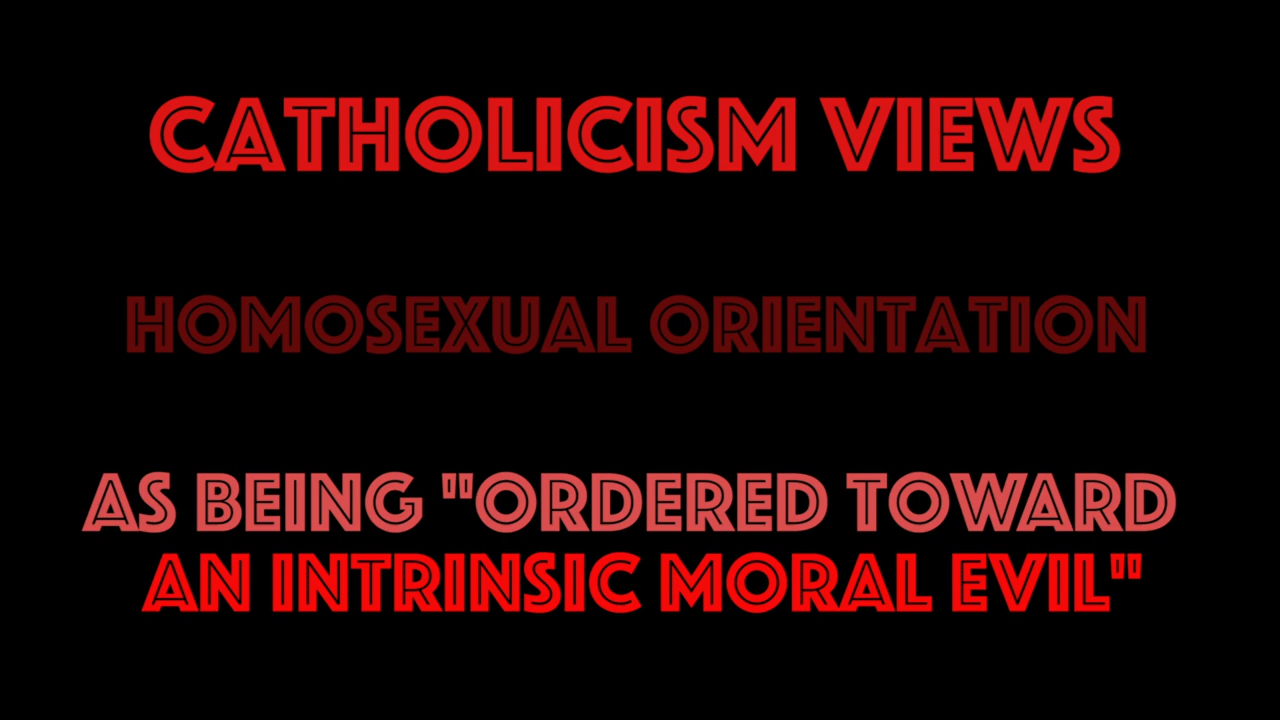 CATHOLICISM VIEWS
HOMOSEXUAL ORIENTATION
AS BEING "ORDERED TOWARD
AN INTRINSIC MORAL EVIL"